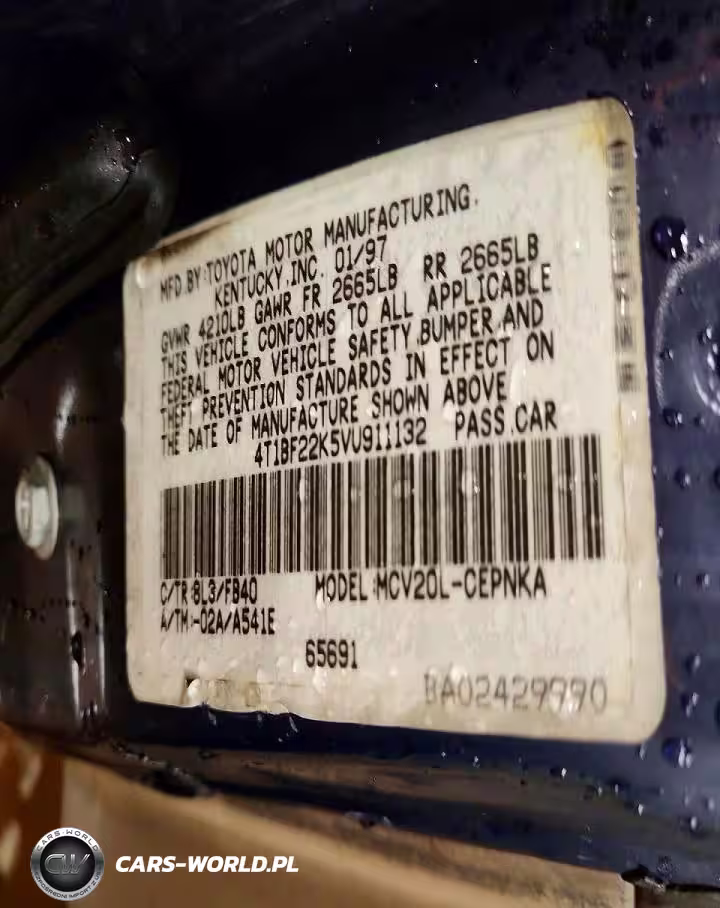 MFD.BY:TOYOTA MOTOR MANUFACTURING,
KENTUCKY,INC. 01/97
GVWR 4210LB GAWR FR 2665LB RR 2665LB
THIS VEHICLE CONFORMS TO ALL APPLICABLE
FEDERAL MOTOR VEHICLE SAFETY,BUMPER,AND
THEFT PREVENTION STANDARDS IN EFFECT ON
THE DATE OF MANUFACTURE SHOWN ABOVE
4T1BF22K5VU911132 PASS.CAR
C/TR:8L3/FB40 MODEL:MCV20L-CEPNKA
A/TM:-02A/A541E
65691
BA02429990
CARS-WORLD
CW
CARS-WORLD.PL